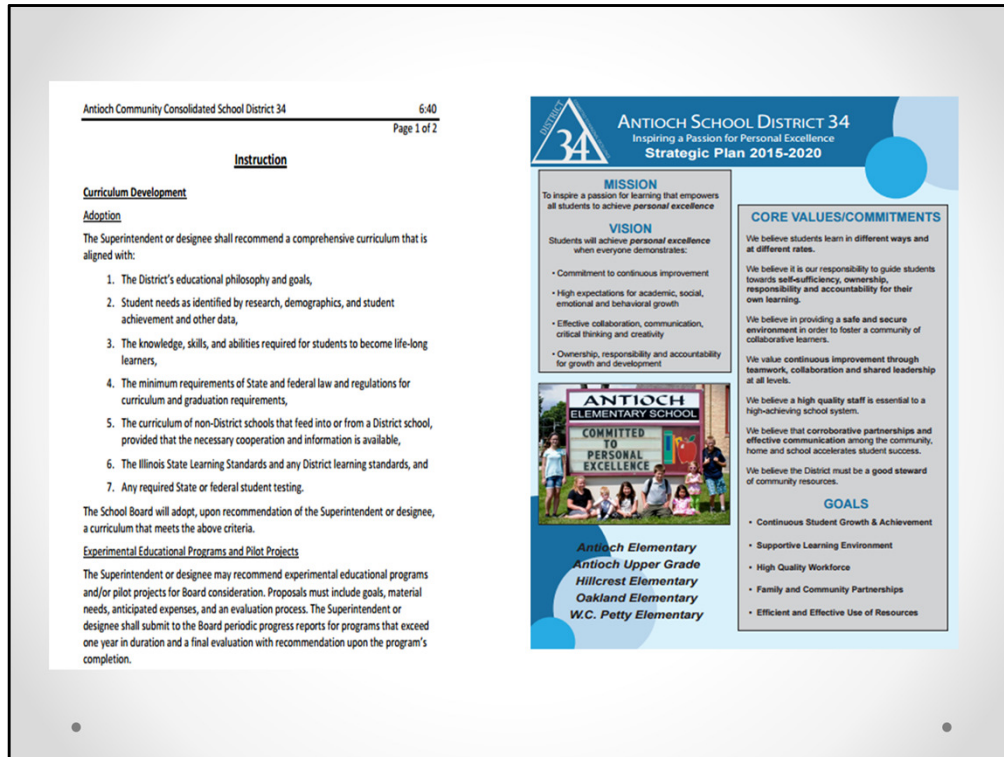 Antioch Community Consolidated School District 34 6:40
Page 1 of 2
Instruction
Curriculum Development
Adoption
The Superintendent or designee shall recommend a comprehensive curriculum that is
aligned with:
1. The District's educational philosophy and goals,
2. Student needs as identified by research, demographics, and student
achievement and other data,
3. The knowledge, skills, and abilities required for students to become life-long
learners,
4. The minimum requirements of State and federal law and regulations for
curriculum and graduation requirements,
5. The curriculum of non-District schools that feed into or from a District school,
provided that the necessary cooperation and information is available,
6. The Illinois State Learning Standards and any District learning standards, and
7. Any required State or federal student testing.
The School Board will adopt, upon recommendation of the Superintendent or designee,
a curriculum that meets the above criteria.
Experimental Educational Programs and Pilot Projects
The Superintendent or designee may recommend experimental educational programs
and/or pilot projects for Board consideration. Proposals must include goals, material
needs, anticipated expenses, and an evaluation process. The Superintendent or
designee shall submit to the Board periodic progress reports for programs that exceed
one year in duration and a final evaluation with recommendation upon the program's
completion.
DISTRICT
34
ANTIOCH SCHOOL DISTRICT 34
Inspiring a Passion for Personal Excellence
Strategic Plan 2015-2020
MISSION
To inspire a passion for learning that empowers
all students to achieve personal excellence
VISION
Students will achieve personal excellence
when everyone demonstrates:
• Commitment to continuous improvement
• High expectations for academic, social,
emotional and behavioral growth
• Effective collaboration, communication,
critical thinking and creativity
• Ownership, responsibility and accountability
for growth and development
ANTIOCH
ELEMENTARY SCHOOL
COMMITTED
TO
PERSONAL
EXCELLENCE
Antioch Elementary
Antioch Upper Grade
Hillcrest Elementary
Oakland Elementary
W.C. Petty Elementary
CORE VALUES/COMMITMENTS
We believe students learn in different ways and
at different rates.
We believe it is our responsibility to guide students
towards self-sufficiency, ownership,
responsibility and accountability for their
own learning.
We believe in providing a safe and secure
environment in order to foster a community of
collaborative learners.
We value continuous improvement through
teamwork, collaboration and shared leadership
at all levels.
We believe a high quality staff is essential to a
high-achieving school system.
We believe that corroborative partnerships and
effective communication among the community,
home and school accelerates student success.
We believe the District must be a good steward
of community resources.
GOALS
• Continuous Student Growth & Achievement
• Supportive Learning Environment
• High Quality Workforce
• Family and Community Partnerships
• Efficient and Effective Use of Resources